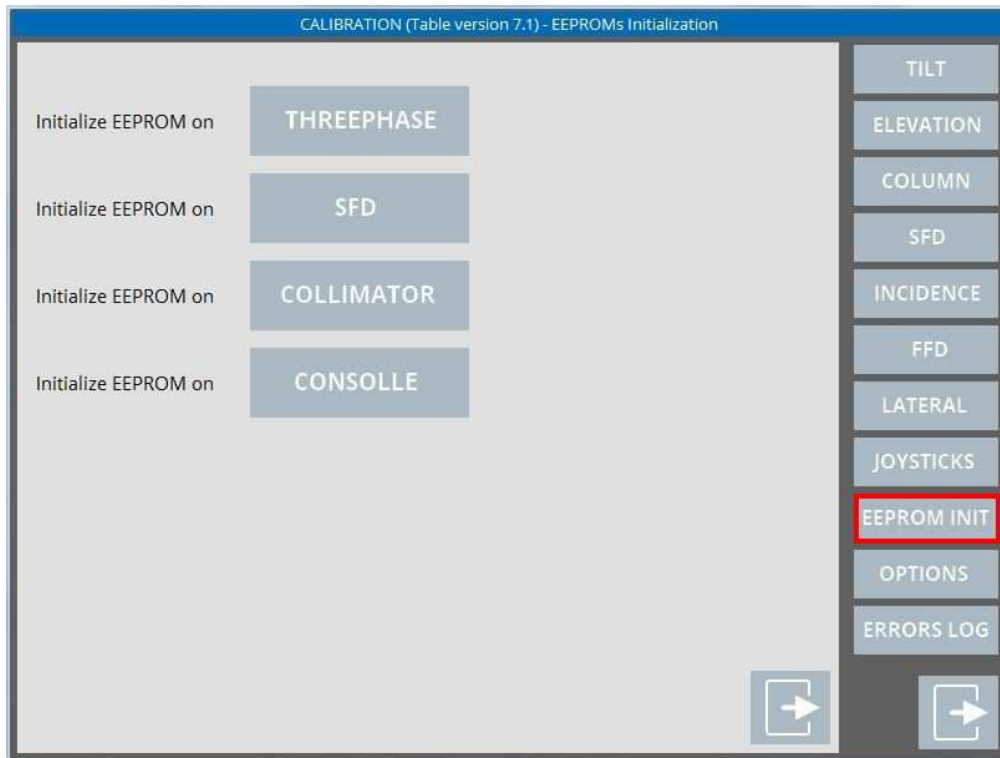 CALIBRATION (Table version 7.1) - EEPROMs Initialization
Initialize EEPROM on THREEPHASE
Initialize EEPROM on SFD
Initialize EEPROM on COLLIMATOR
Initialize EEPROM on CONSOLLE
TILT
ELEVATION
COLUMN
SFD
INCIDENCE
FFD
LATERAL
JOYSTICKS
EEPROM INIT
OPTIONS
ERRORS LOG